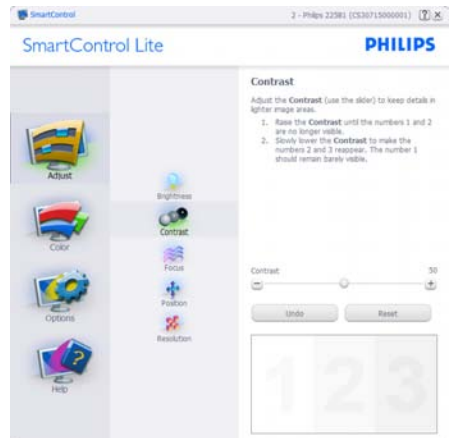 SmartControl
2 - Philips 225B1 (CS30715000001)
SmartControl Lite
PHILIPS
Adjust
Color
Options
Help
Brightness
Contrast
Focus
Position
Resolution
Contrast
Adjust the Contrast (use the slider) to keep details in
lighter image areas.
1. Raise the Contrast until the numbers 1 and 2
are no longer visible.
2. Slowly lower the Contrast to make the
numbers 2 and 3 reappear. The number 1
should remain barely visible.
Contrast 50
Undo Reset
1 2 3